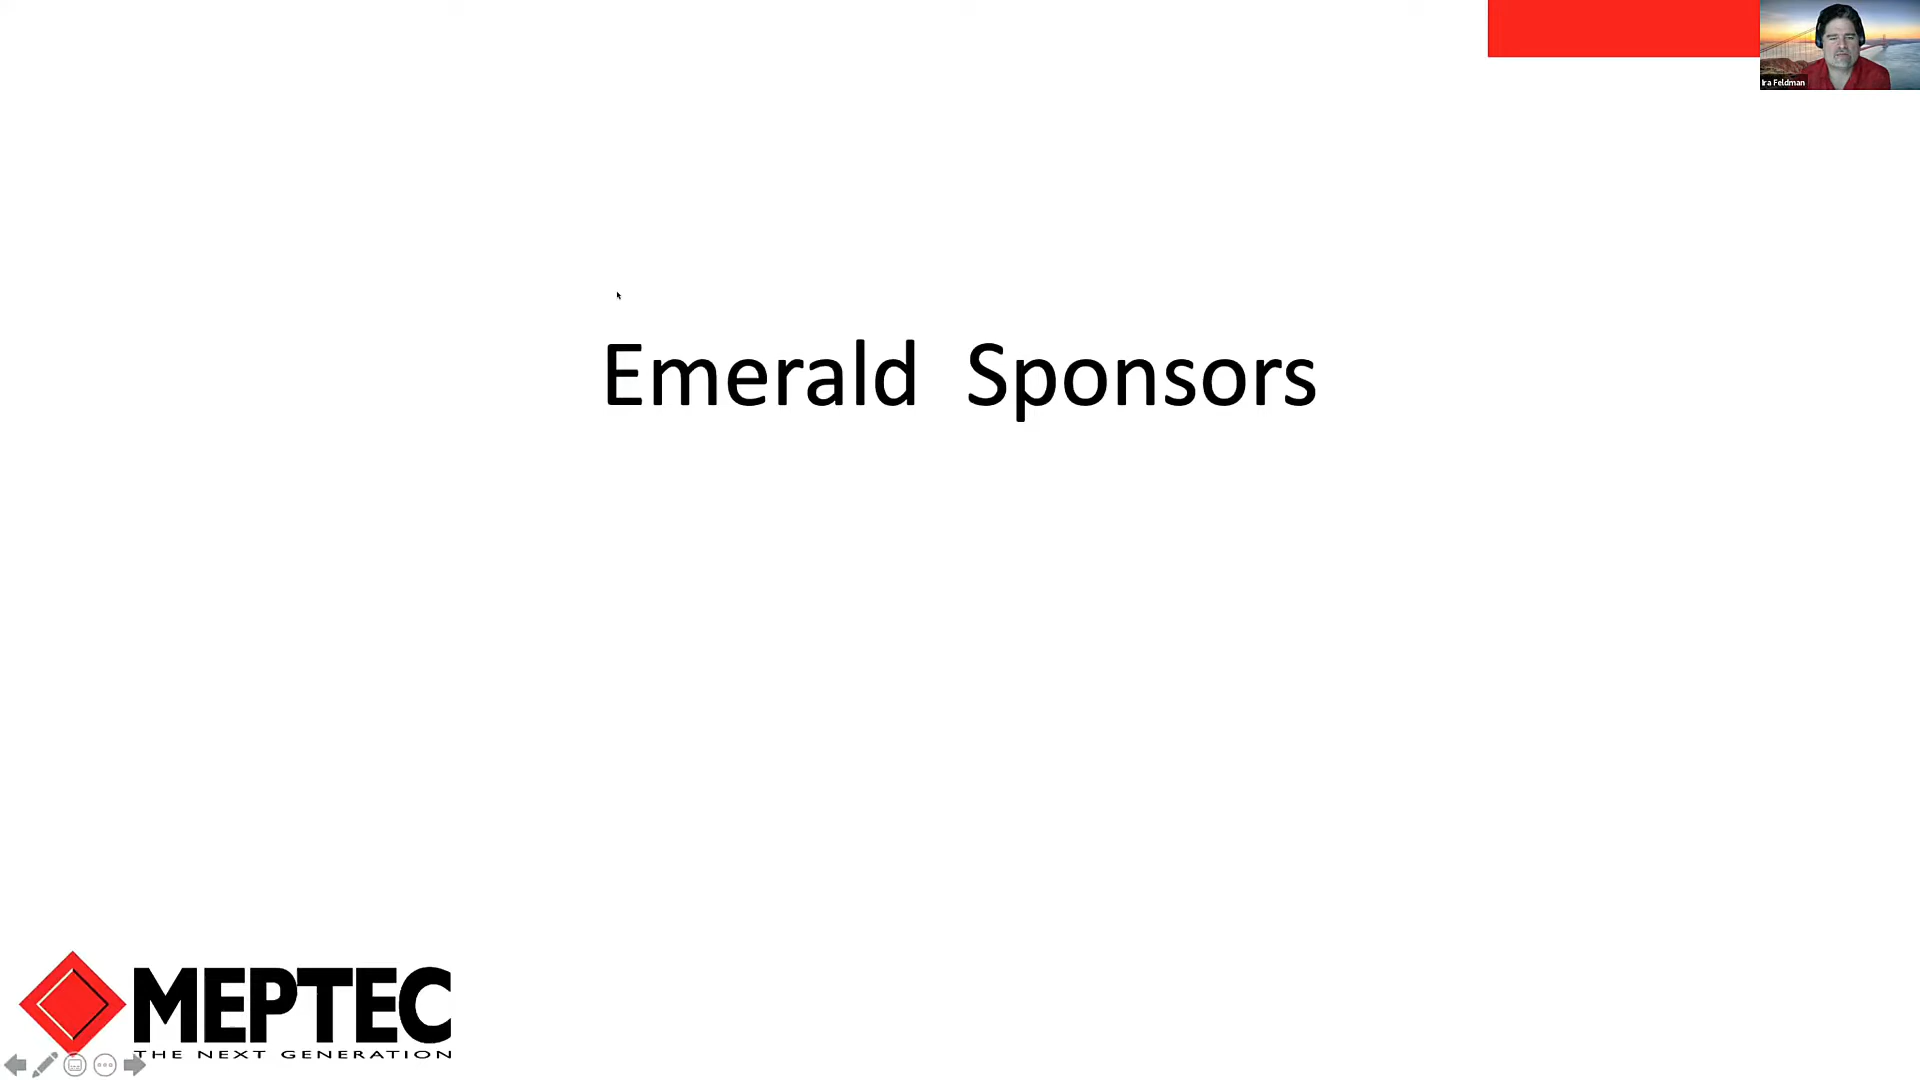 Ira Feldman
Emerald  Sponsors
MEPTEC
THE NEXT GENERATION